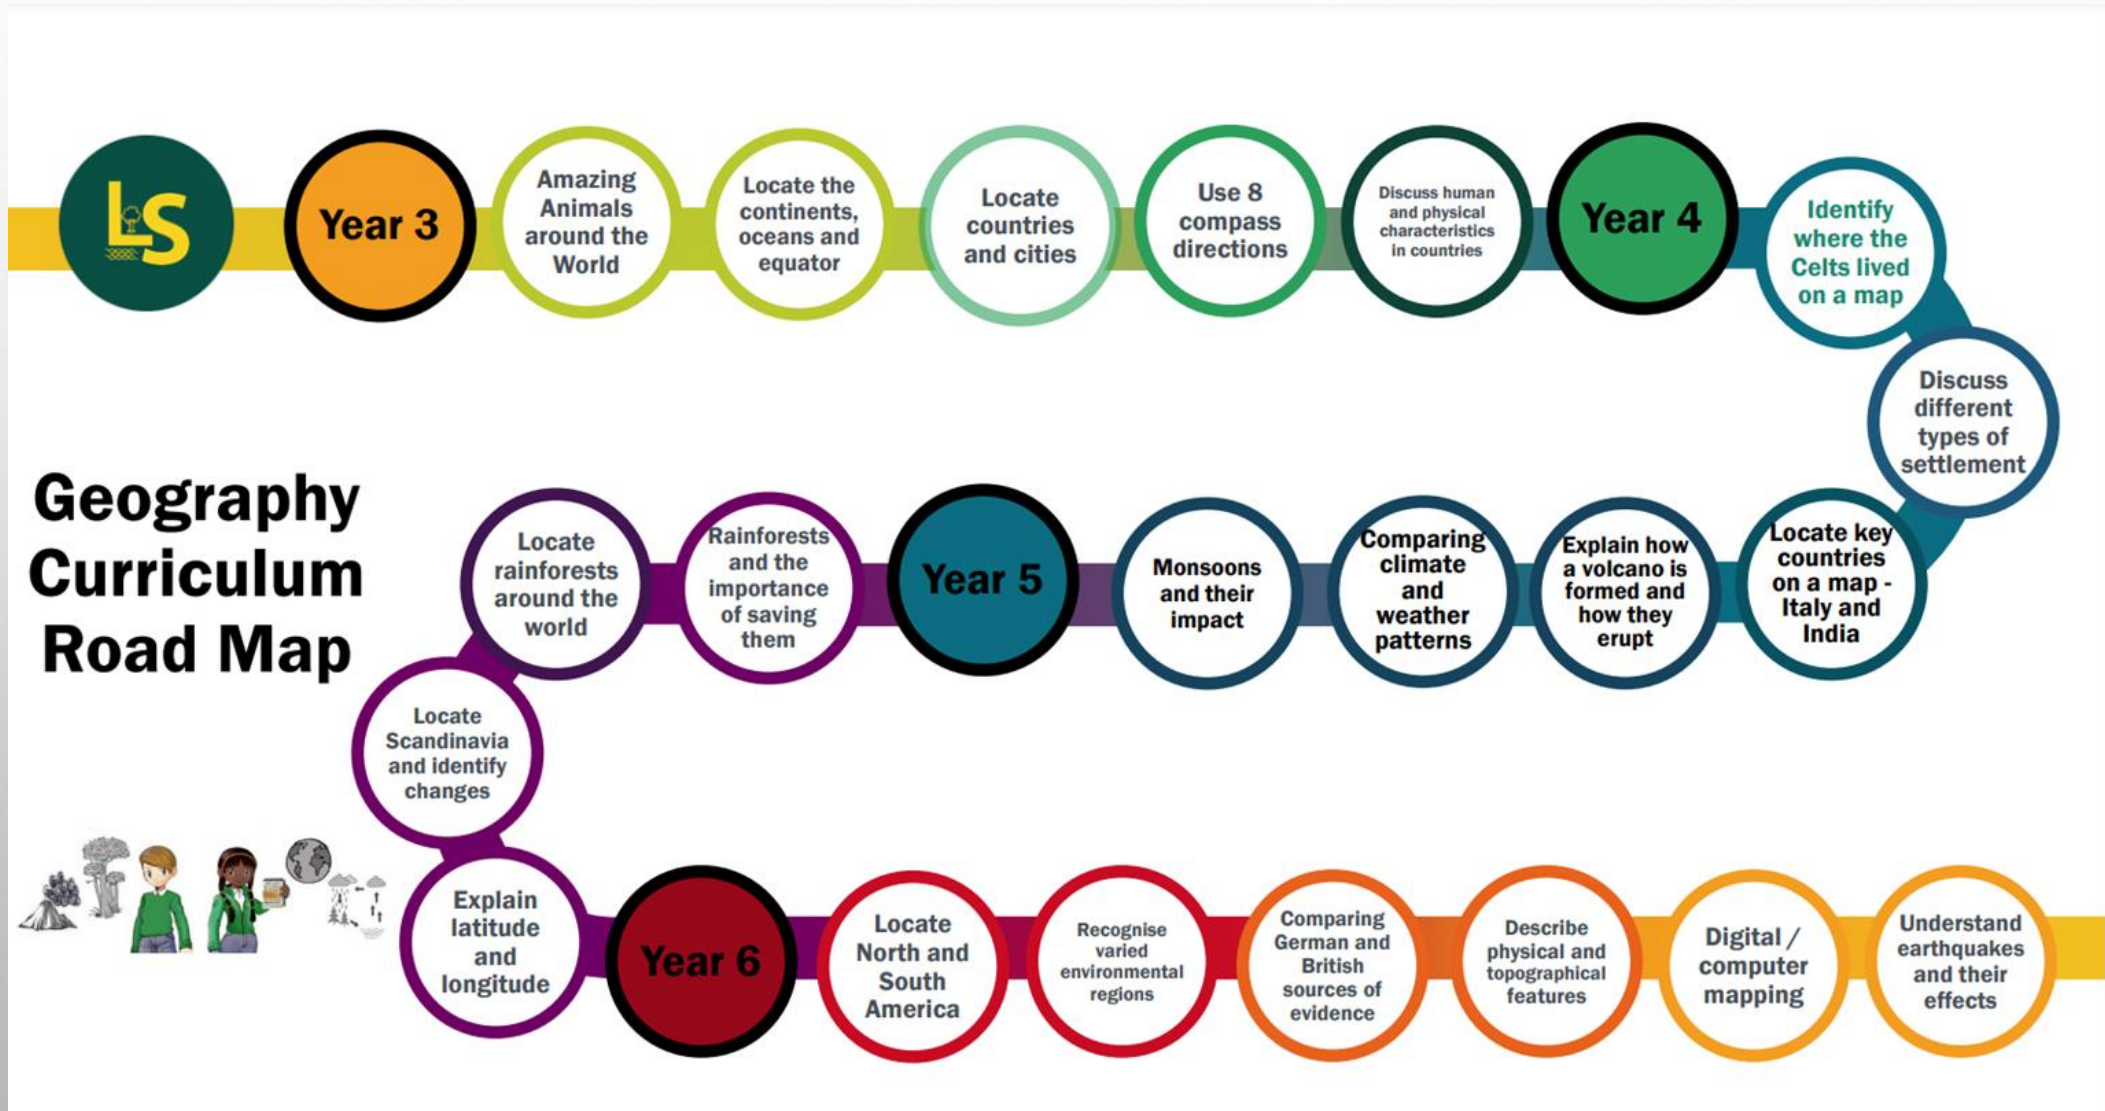 LS
Year 3
Amazing
Animals
around the
World
Locate the
continents,
oceans and
equator
Locate
countries
and cities
Use 8
compass
directions
Discuss human
and physical
characteristics
in countries
Year 4
Identify
where the
Celts lived
on a map
Discuss
different
types of
settlement
Locate key
countries
on a map -
Italy and
India
Explain how
a volcano is
formed and
how they
erupt
Comparing
climate
and
weather
patterns
Monsoons
and their
impact
Year 5
Rainforests
and the
importance
of saving
them
Locate
rainforests
around the
world
Geography
Curriculum
Road Map
Locate
Scandinavia
and identify
changes
Explain
latitude
and
longitude
Year 6
Locate
North and
South
America
Recognise
varied
environmental
regions
Comparing
German and
British
sources of
evidence
Describe
physical and
topographical
features
Digital /
computer
mapping
Understand
earthquakes
and their
effects